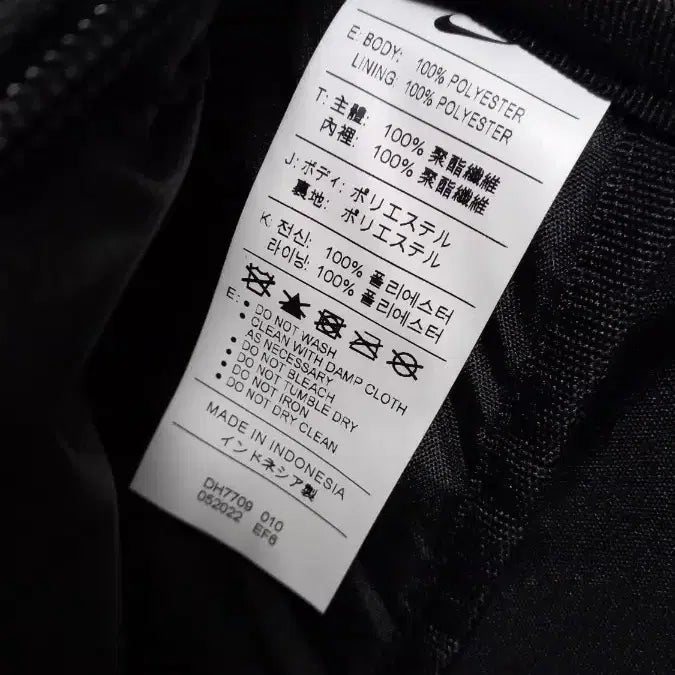 E: BODY: 100% POLYESTER
LINING: 100% POLYESTER
T: 主體: 100% 聚酯纖維
內裡: 100% 聚酯纖維
J: ボディ: ポリエステル
裏地: ポリエステル
K: 전신: 100% 폴리에스터
라이닝: 100% 폴리에스터
E:
• DO NOT WASH
• CLEAN WITH DAMP CLOTH
AS NECESSARY
• DO NOT BLEACH
• DO NOT TUMBLE DRY
• DO NOT IRON
• DO NOT DRY CLEAN
MADE IN INDONESIA
インドネシア製
DH7709 010
052022 EF6